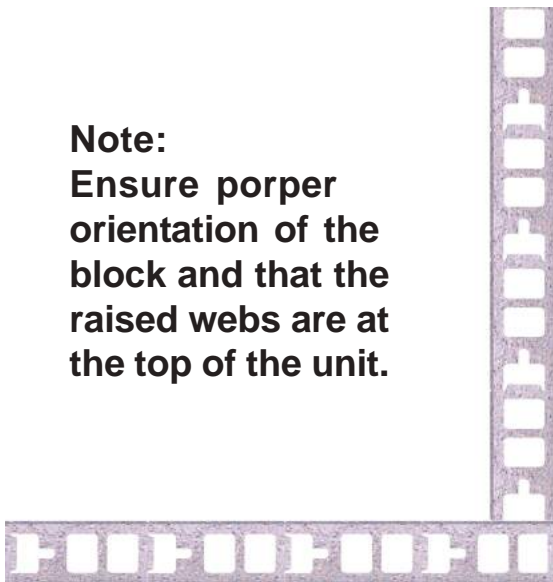 Note:
Ensure porper
orientation of the
block and that the
raised webs are at
the top of the unit.